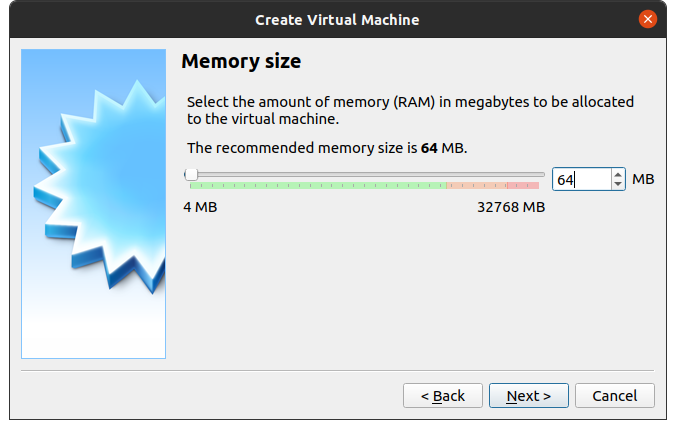 Create Virtual Machine
Memory size
Select the amount of memory (RAM) in megabytes to be allocated
to the virtual machine.
The recommended memory size is 64 MB.
64 MB
4 MB 32768 MB
< Back Next > Cancel